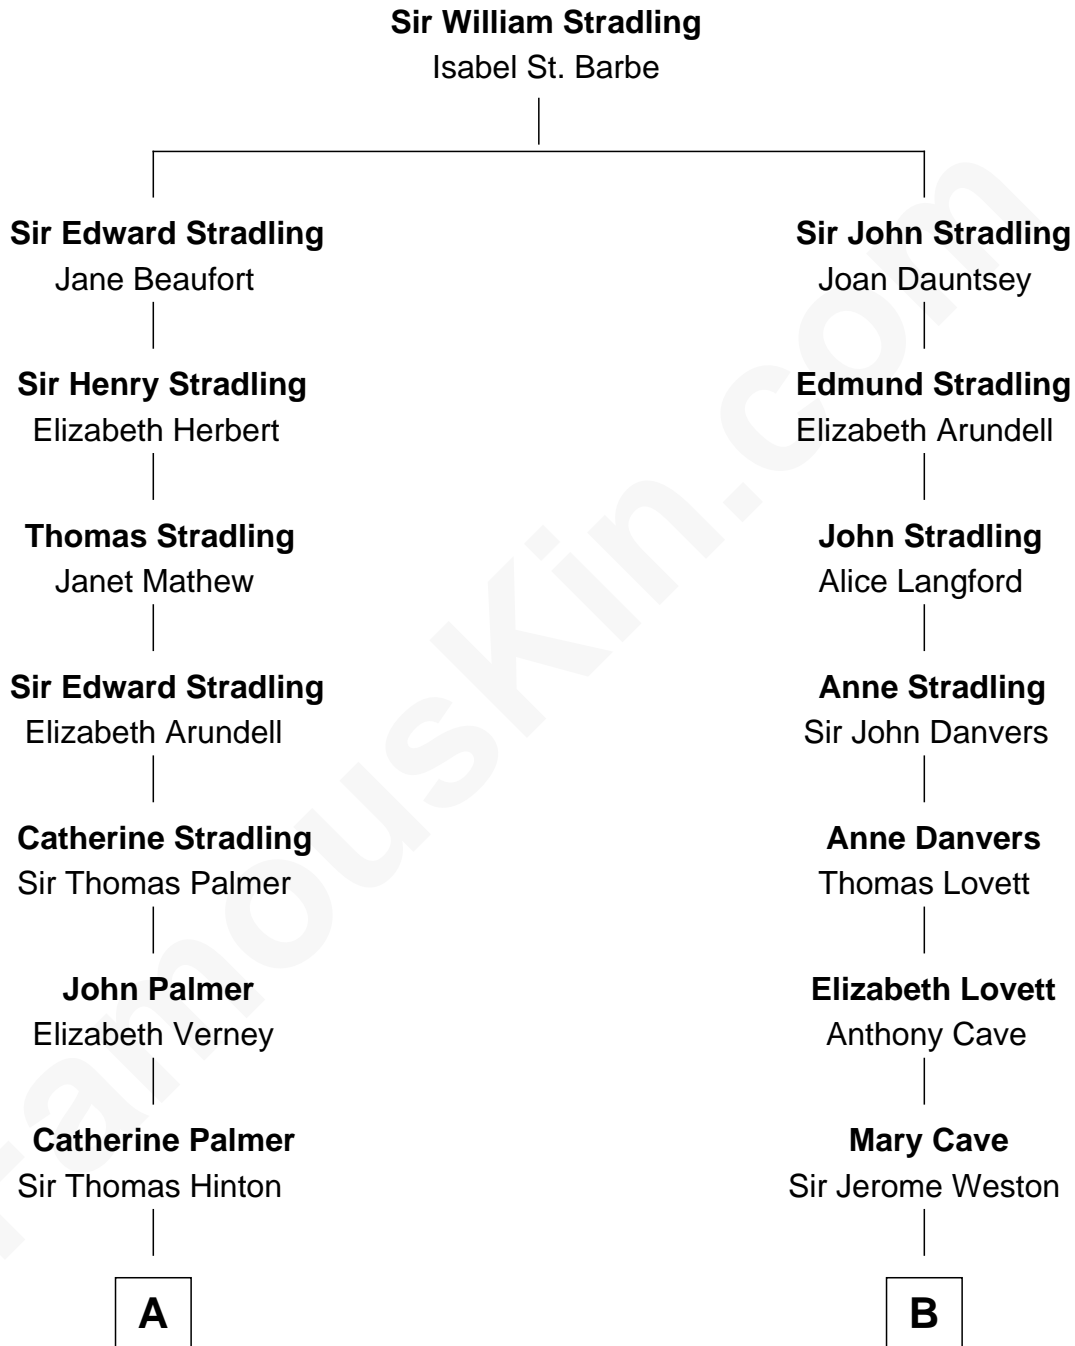 Sir William Stradling
Isabel St. Barbe
Sir Edward Stradling
Jane Beaufort
Sir John Stradling
Joan Dauntsey
Sir Henry Stradling
Elizabeth Herbert
Edmund Stradling
Elizabeth Arundell
Thomas Stradling
Janet Mathew
John Stradling
Alice Langford
Sir Edward Stradling
Elizabeth Arundell
Anne Stradling
Sir John Danvers
Catherine Stradling
Sir Thomas Palmer
Anne Danvers
Thomas Lovett
John Palmer
Elizabeth Verney
Elizabeth Lovett
Anthony Cave
Catherine Palmer
Sir Thomas Hinton
Mary Cave
Sir Jerome Weston
A
B
FamousKin.com